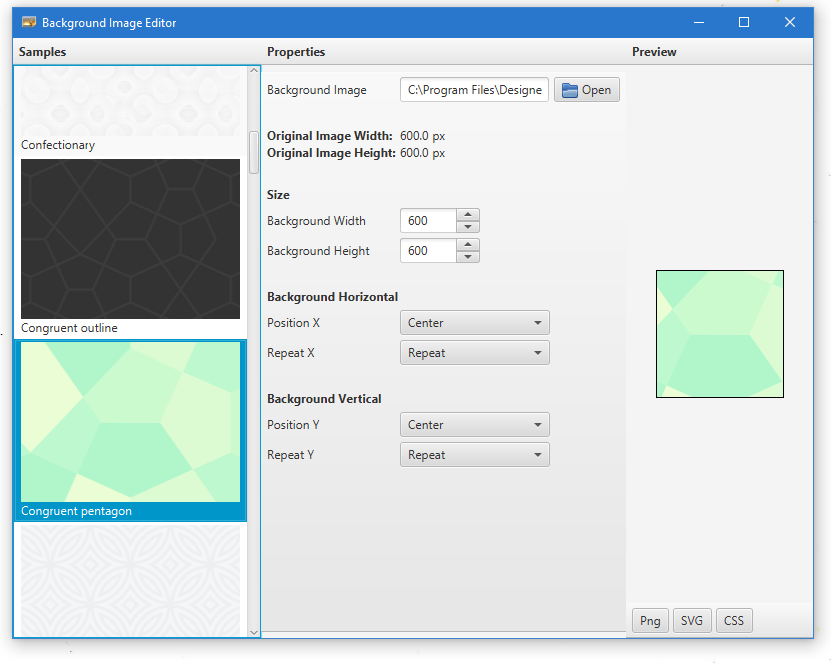 Background Image Editor
Samples
Properties
Preview
Confectionary
Congruent outline
Congruent pentagon
Background Image C:\Program Files\Designe Open
Original Image Width: 600.0 px
Original Image Height: 600.0 px
Size
Background Width 600
Background Height 600
Background Horizontal
Position X Center
Repeat X Repeat
Background Vertical
Position Y Center
Repeat Y Repeat
Png SVG CSS